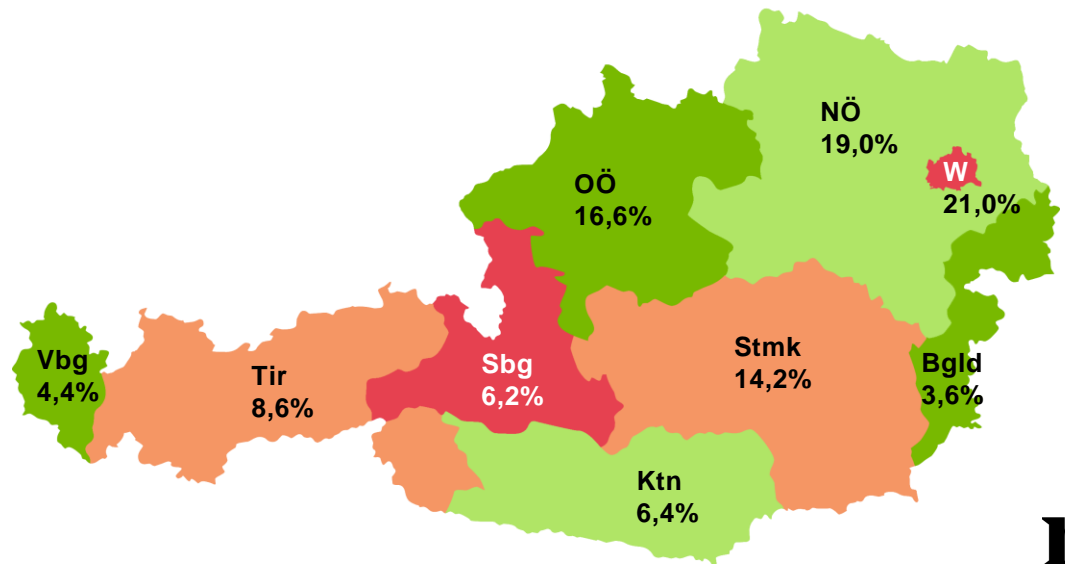 NÖ
19,0%
W
21,0%
OÖ
16,6%
Vbg
4,4%
Tir
8,6%
Sbg
6,2%
Stmk
14,2%
Bgld
3,6%
Ktn
6,4%